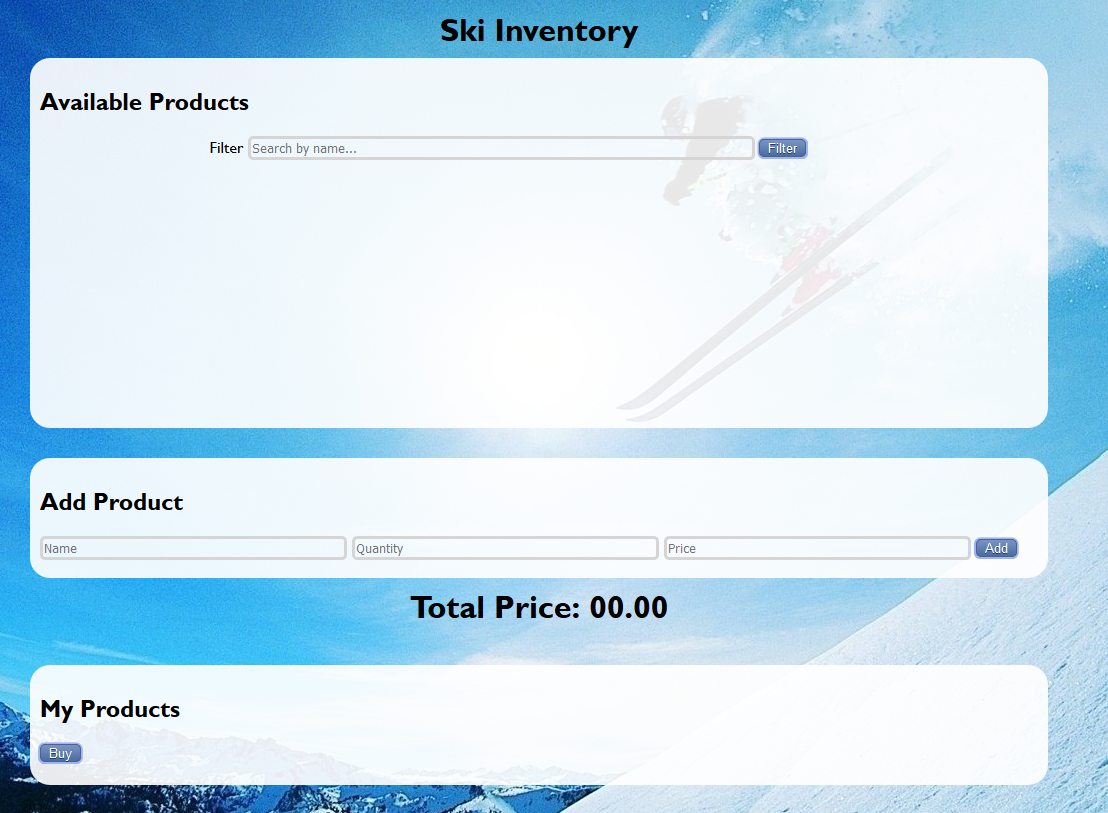 Ski Inventory
Available Products
Filter Search by name... Filter
Add Product
Name Quantity Price Add
Total Price: 00.00
My Products
Buy